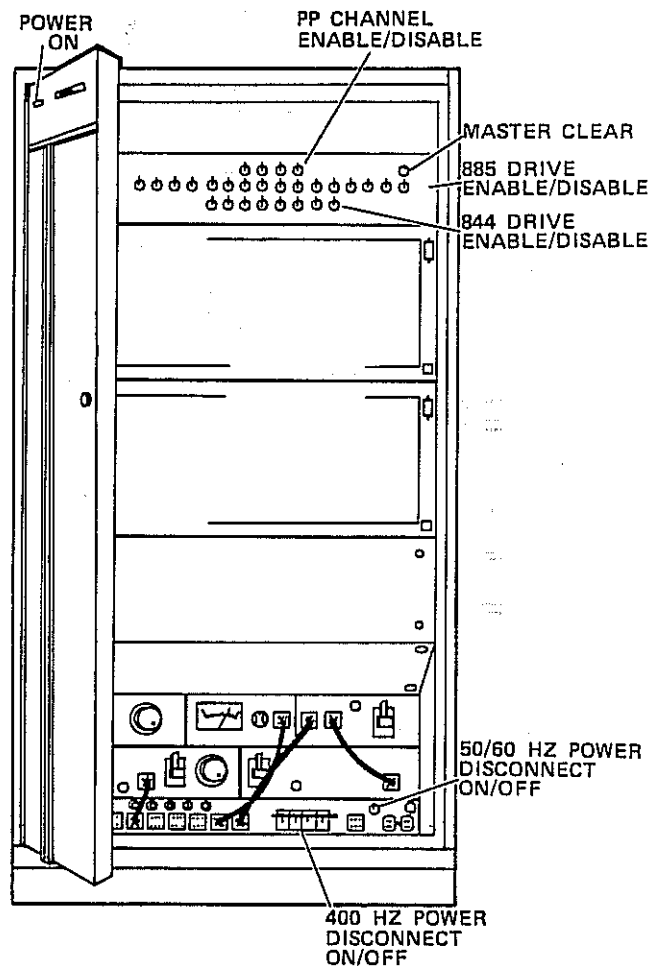 POWER
ON
PP CHANNEL
ENABLE/DISABLE
MASTER CLEAR
885 DRIVE
ENABLE/DISABLE
844 DRIVE
ENABLE/DISABLE
50/60 HZ POWER
DISCONNECT
ON/OFF
400 HZ POWER
DISCONNECT
ON/OFF